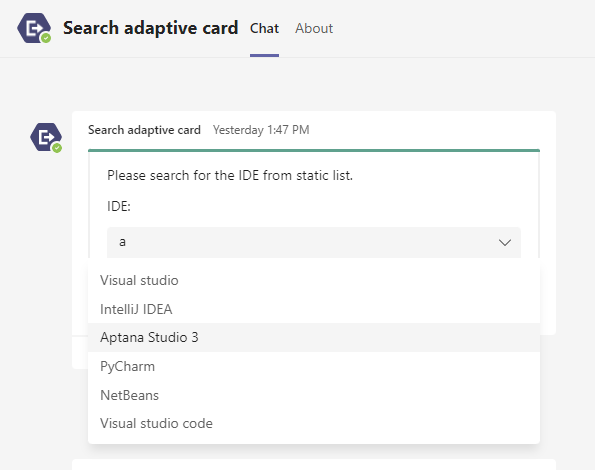 Search adaptive card Chat About
Search adaptive card Yesterday 1:47 PM
Please search for the IDE from static list.
IDE:
a
Visual studio
IntelliJ IDEA
Aptana Studio 3
PyCharm
NetBeans
Visual studio code